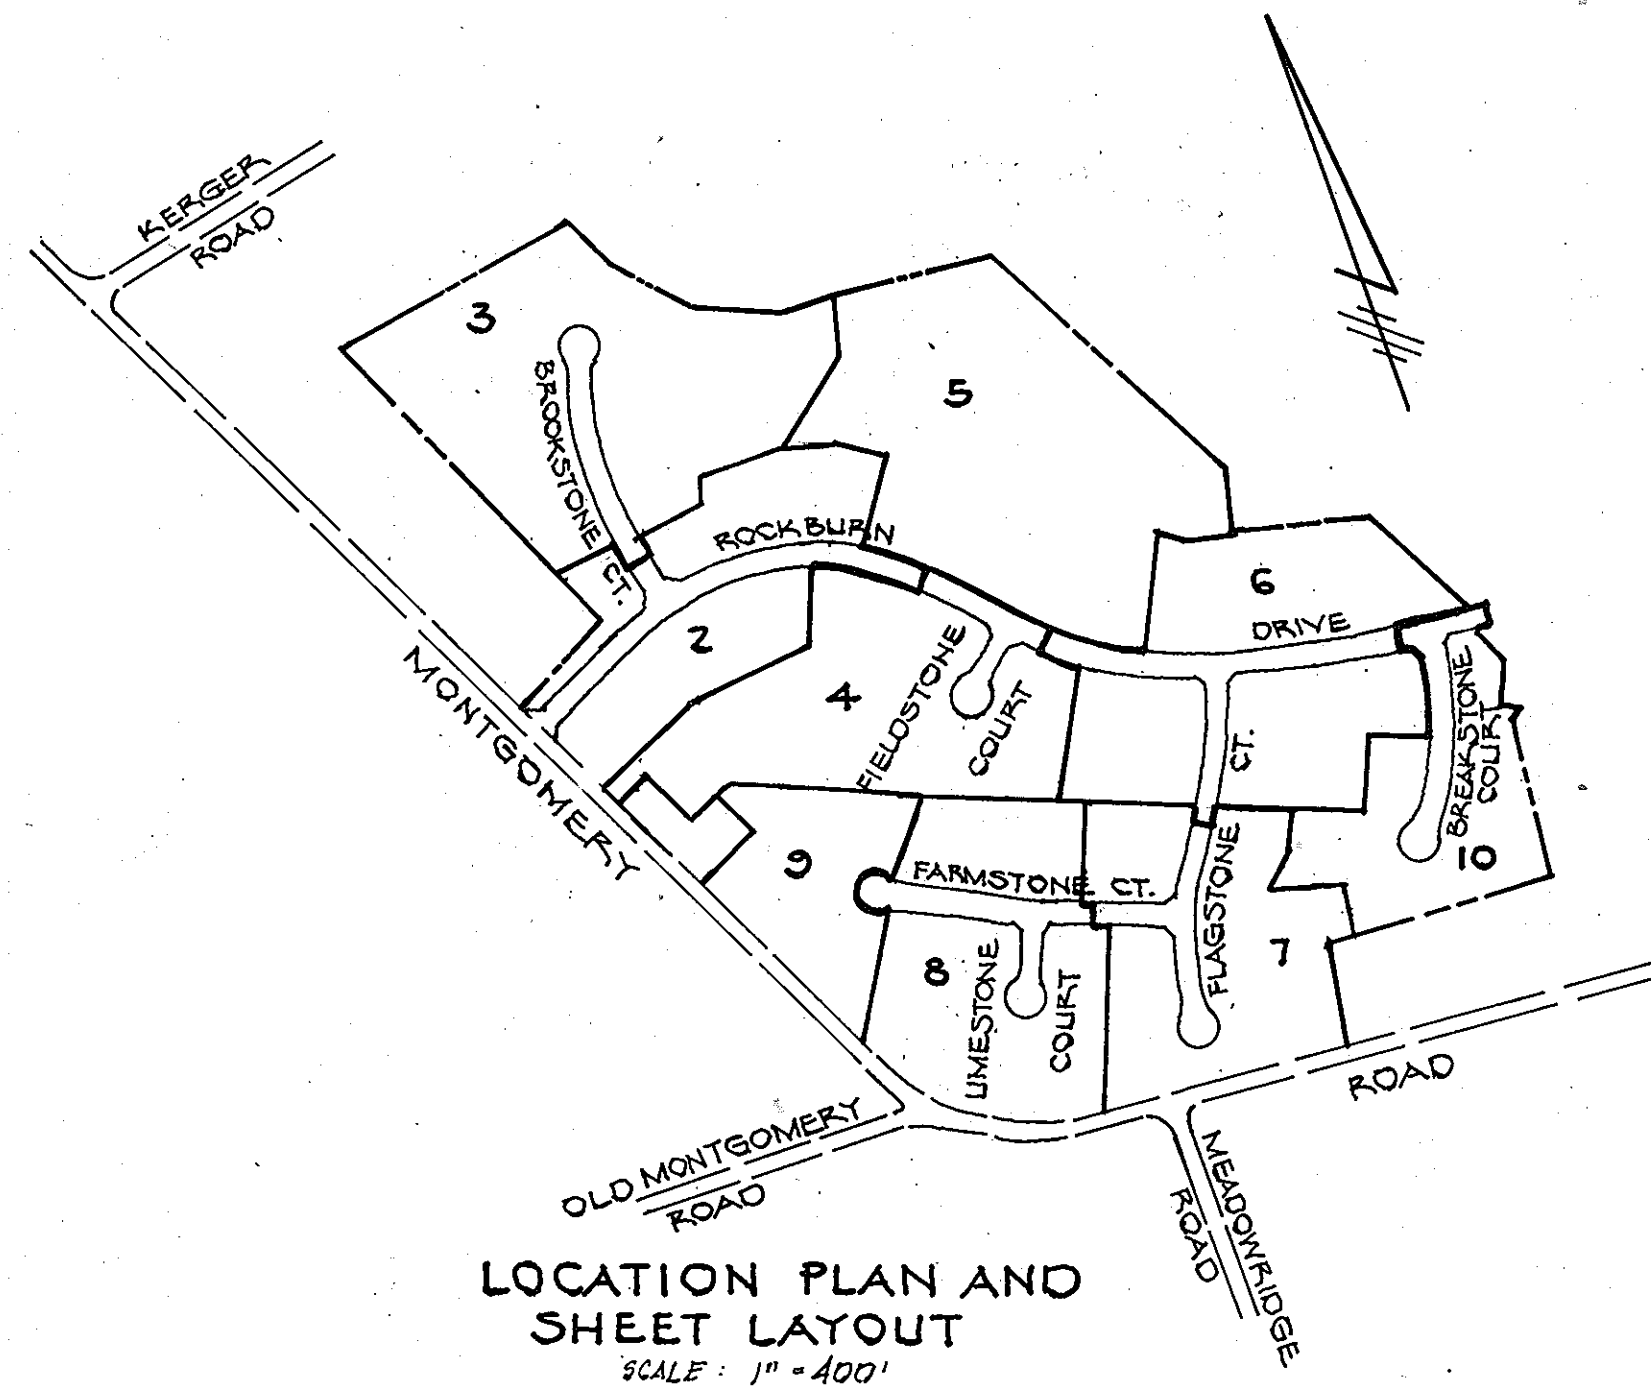 KERGER
ROAD
3
BROOKSTONE
CT.
5
ROCKBURN
DRIVE
6
2
4
FIELDSTONE
COURT
MONTGOMERY
CT.
BREAKSTONE
COURT
10
9
FARMSTONE CT.
FLAGSTONE
7
8
LIMESTONE
COURT
ROAD
OLD MONTGOMERY
ROAD
MEADOWRIDGE
ROAD
LOCATION PLAN AND
SHEET LAYOUT
SCALE : 1" = 400'